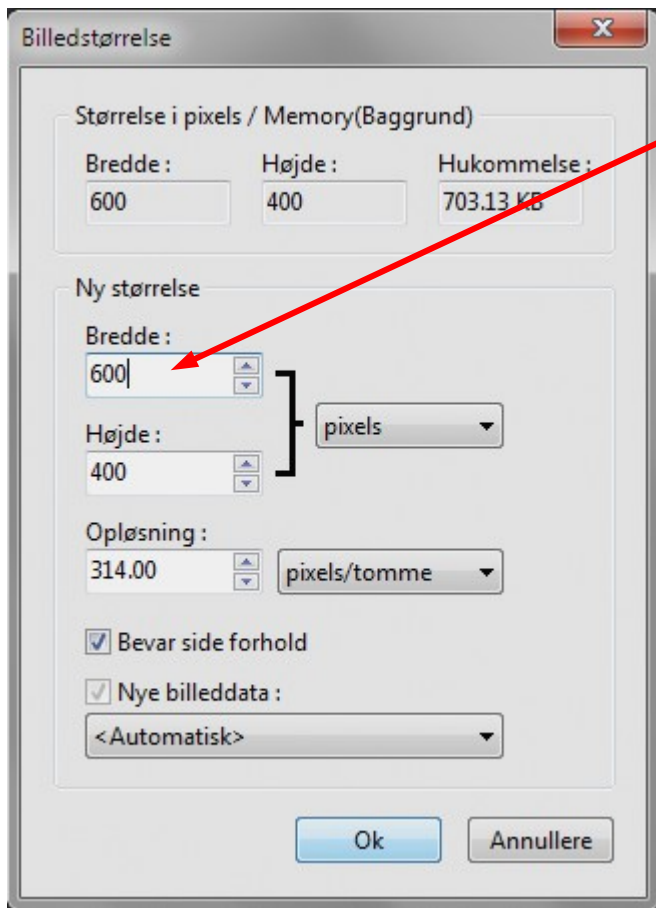 Billedstørrelse
Størrelse i pixels / Memory(Baggrund)
Bredde : Højde : Hukommelse :
600 400 703.13 KB
Ny størrelse
Bredde :
600
pixels
Højde :
400
Opløsning :
314.00 pixels/tomme
Bevar side forhold
Nye billeddata :
<Automatisk>
Ok Annullere